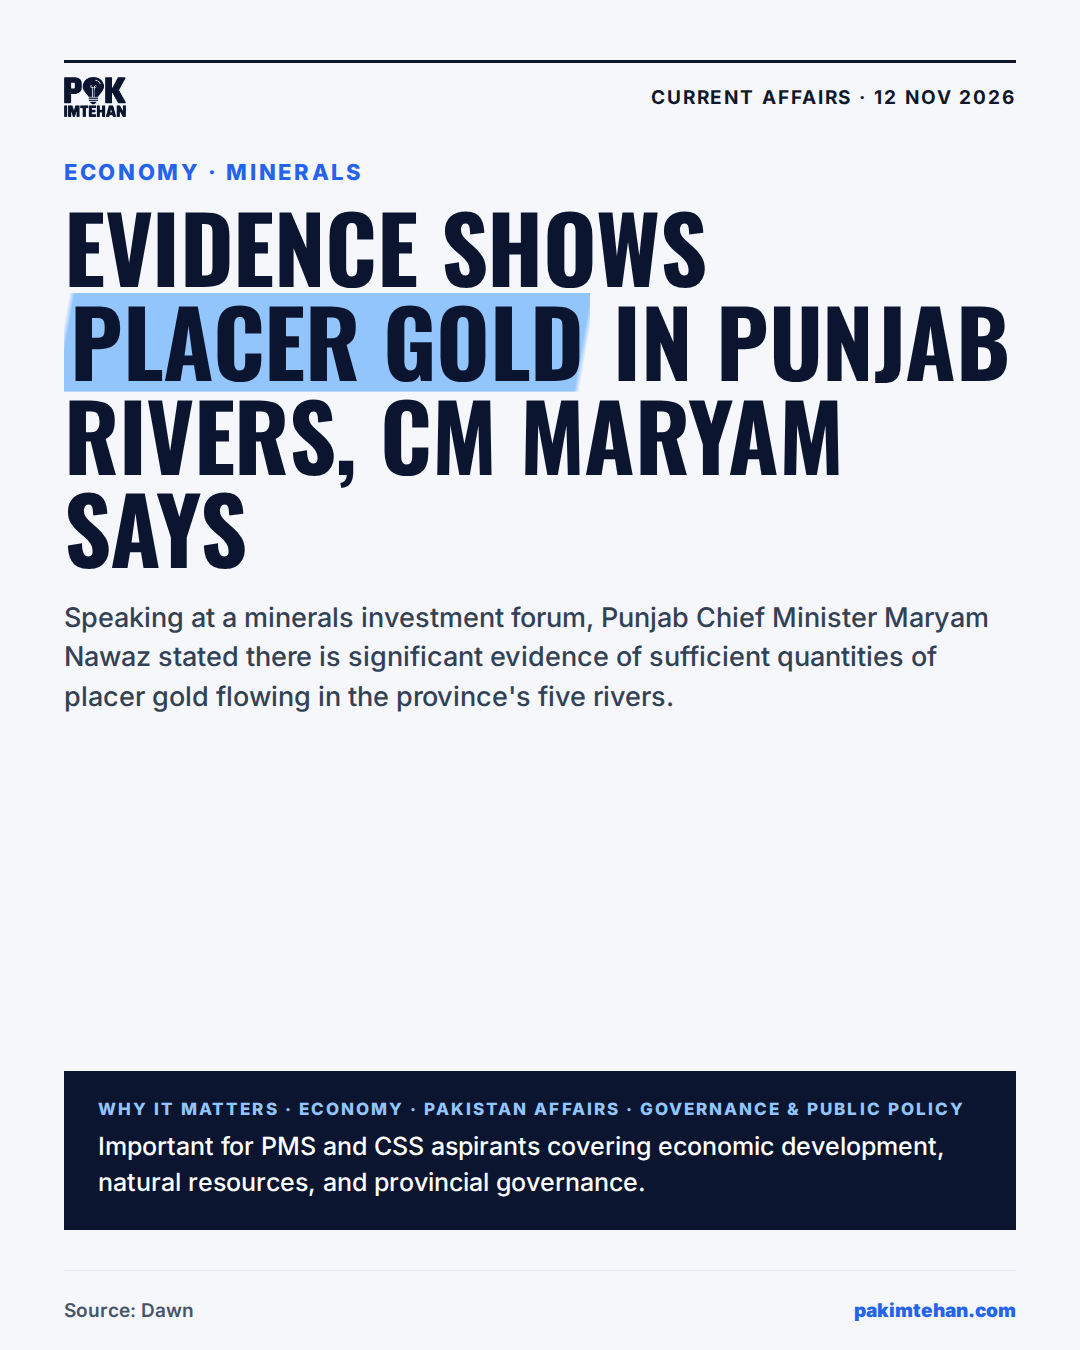 PAK
IMTEHAN
CURRENT AFFAIRS · 12 NOV 2026
ECONOMY · MINERALS
EVIDENCE SHOWS
PLACER GOLD IN PUNJAB
RIVERS, CM MARYAM
SAYS
Speaking at a minerals investment forum, Punjab Chief Minister Maryam
Nawaz stated there is significant evidence of sufficient quantities of
placer gold flowing in the province's five rivers.
WHY IT MATTERS · ECONOMY · PAKISTAN AFFAIRS · GOVERNANCE & PUBLIC POLICY
Important for PMS and CSS aspirants covering economic development,
natural resources, and provincial governance.
Source: Dawn
pakimtehan.com